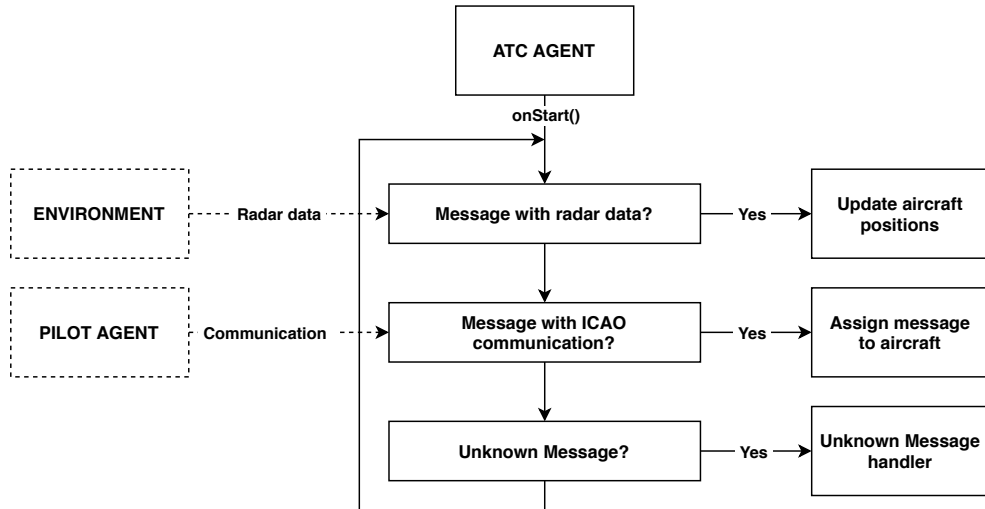 ATC AGENT
onStart()
ENVIRONMENT
Radar data
Message with radar data?
Yes
Update aircraft
positions
PILOT AGENT
Communication
Message with ICAO
communication?
Yes
Assign message
to aircraft
Unknown Message?
Yes
Unknown Message
handler